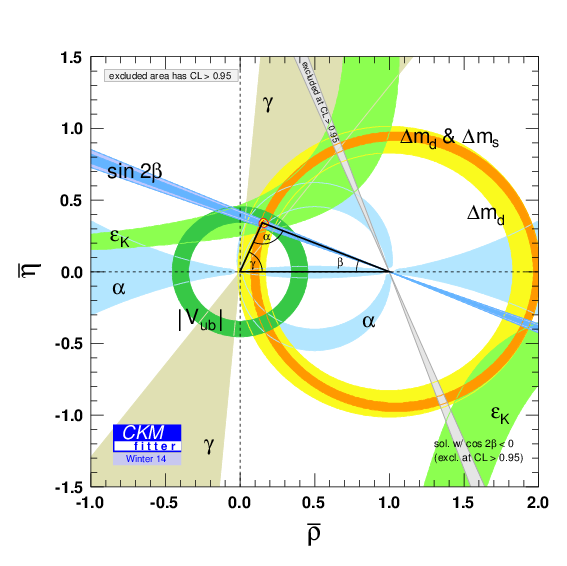 1.5
excluded area has CL > 0.95
γ
excluded at CL > 0.95
1.0
Δm_d & Δm_s
sin 2β
0.5
Δm_d
ε_K
α
γ
β
0.0
α
|V_ub|
α
-0.5
-1.0
ε_K
CKM
fitter
Winter 14
γ
sol. w/ cos 2β < 0
(excl. at CL > 0.95)
-1.5
-1.0 -0.5 0.0 0.5 1.0 1.5 2.0
ρ̅
η̅